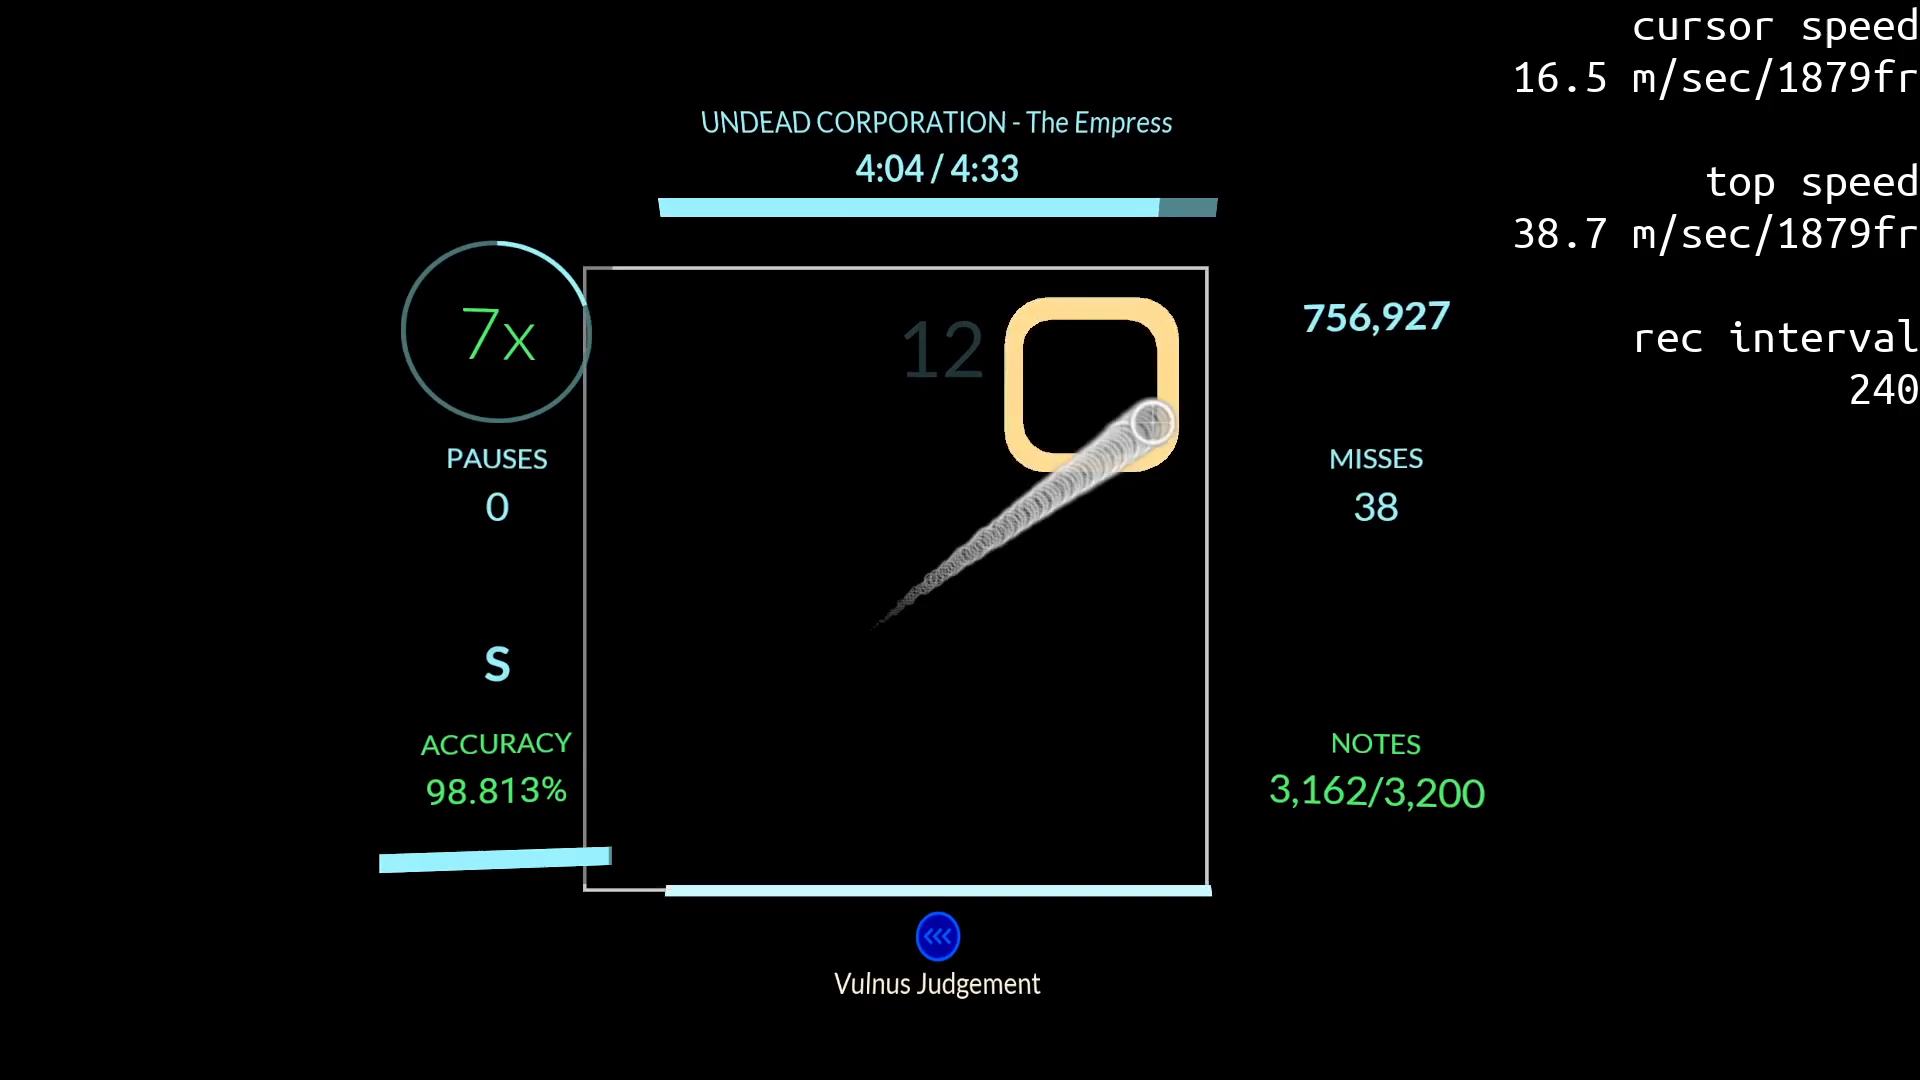 UNDEAD CORPORATION - The Empress
4:04 / 4:33
7x
12
PAUSES
0
S
ACCURACY
98.813%
756,927
MISSES
38
NOTES
3,162/3,200
Vulnus Judgement
cursor speed
16.5 m/sec/1879fr
top speed
38.7 m/sec/1879fr
rec interval
240